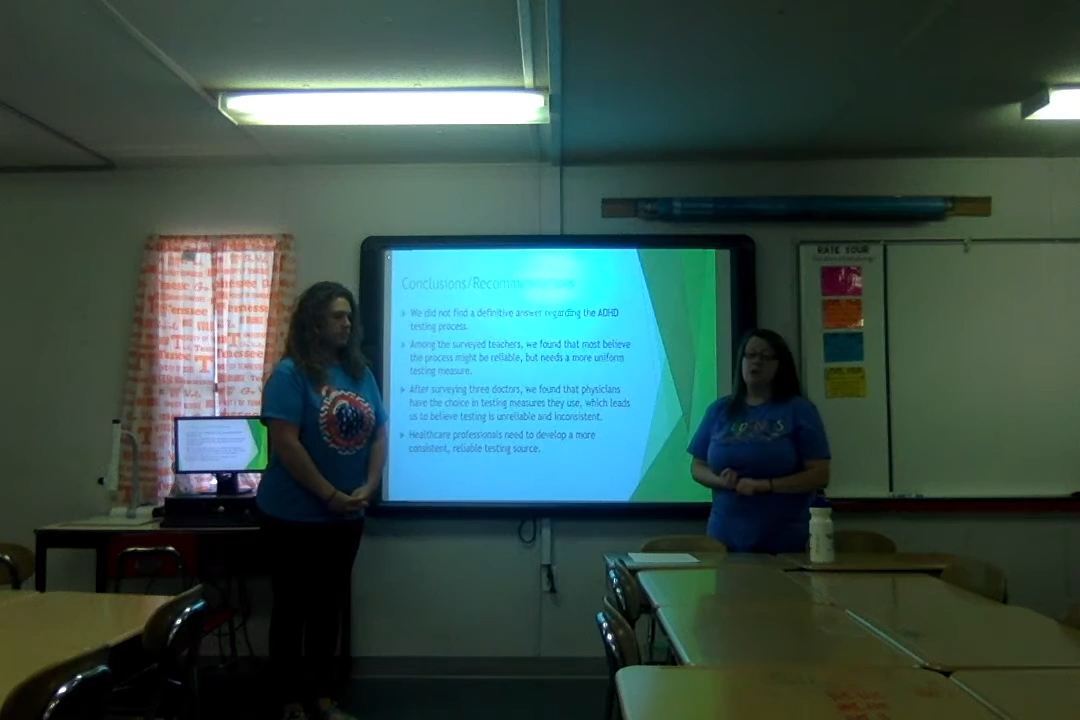 RATE YOUR
Conclusions/Recommendations
We did not find a definitive answer regarding the ADHD
testing process.
Among the surveyed teachers, we found that most believe
the process might be reliable, but needs a more uniform
testing measure.
After surveying three doctors, we found that physicians
have the choice in testing measures they use, which leads
us to believe testing is unreliable and inconsistent.
Healthcare professionals need to develop a more
consistent, reliable testing source.
Tennessee